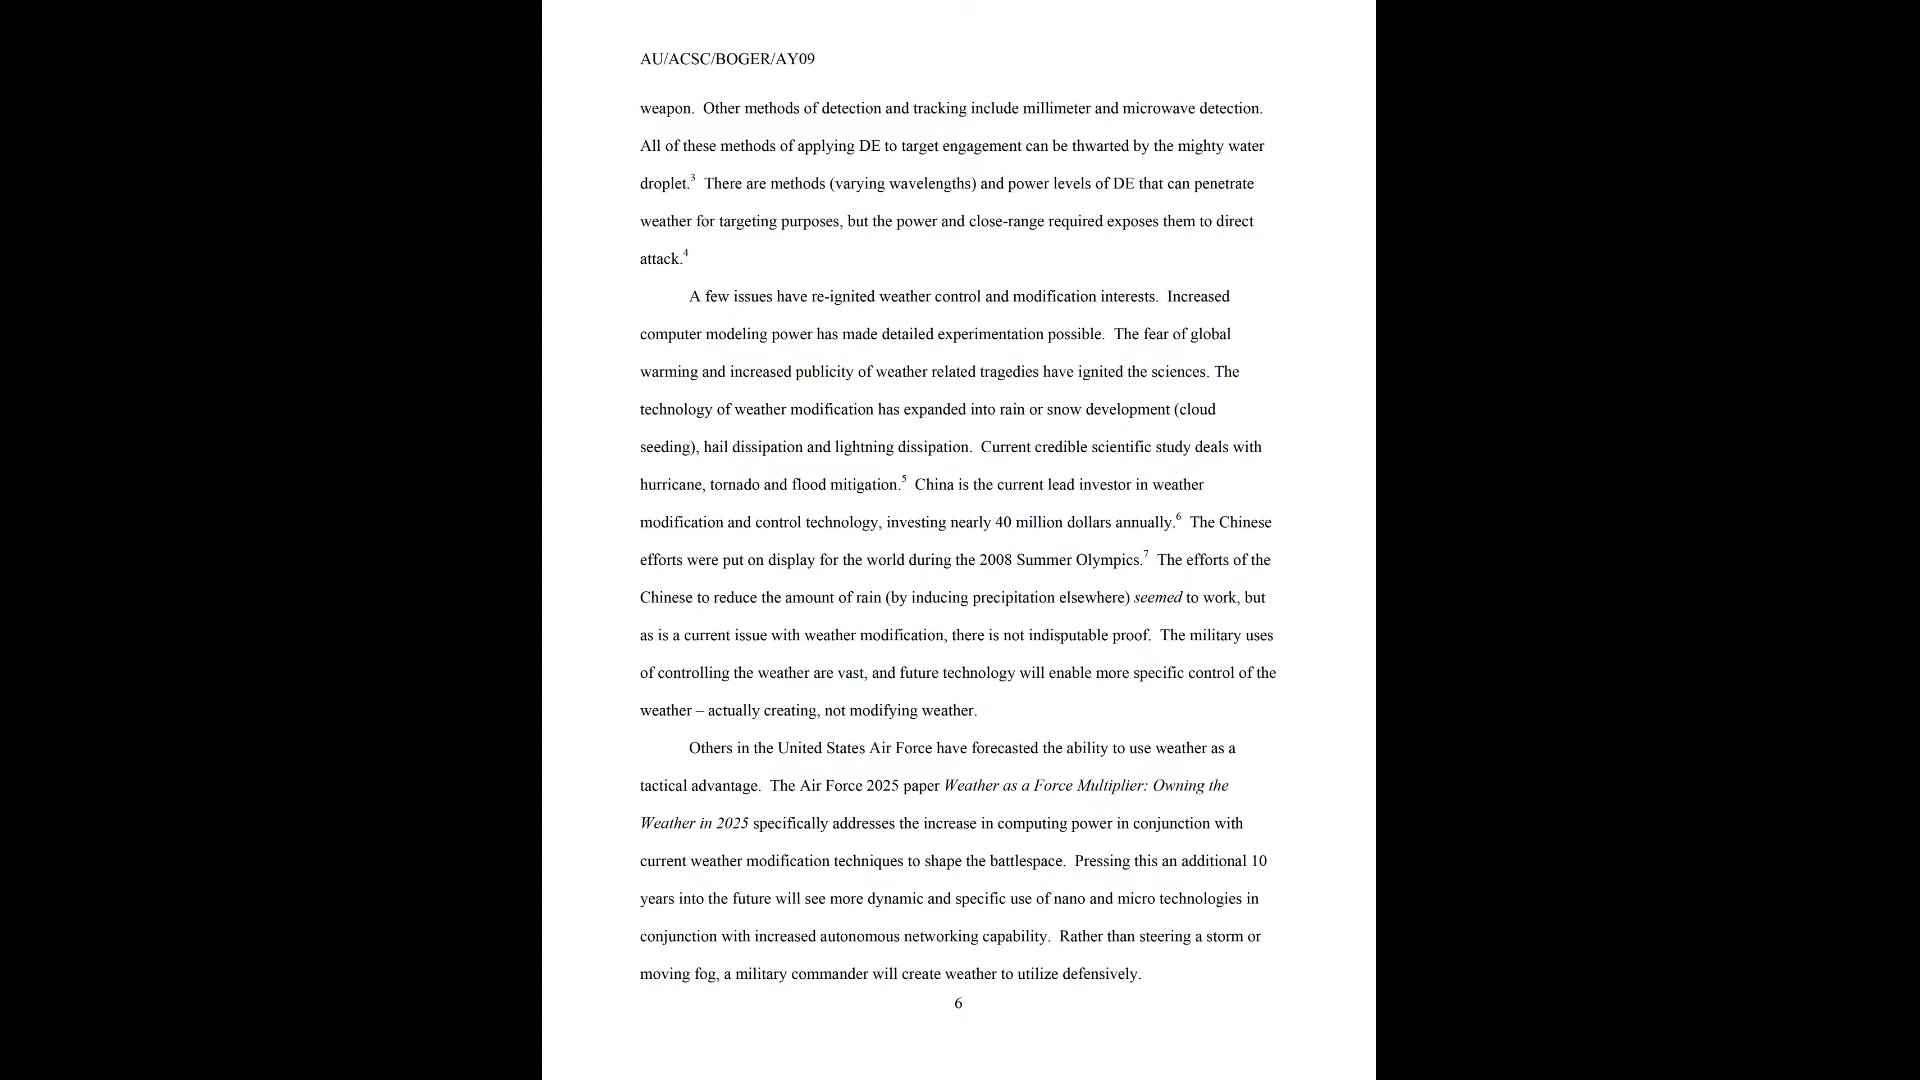 AU/ACSC/BOGER/AY09
weapon.  Other methods of detection and tracking include millimeter and microwave detection.
All of these methods of applying DE to target engagement can be thwarted by the mighty water
droplet.3  There are methods (varying wavelengths) and power levels of DE that can penetrate
weather for targeting purposes, but the power and close-range required exposes them to direct
attack.4
A few issues have re-ignited weather control and modification interests.  Increased
computer modeling power has made detailed experimentation possible.  The fear of global
warming and increased publicity of weather related tragedies have ignited the sciences. The
technology of weather modification has expanded into rain or snow development (cloud
seeding), hail dissipation and lightning dissipation.  Current credible scientific study deals with
hurricane, tornado and flood mitigation.5  China is the current lead investor in weather
modification and control technology, investing nearly 40 million dollars annually.6  The Chinese
efforts were put on display for the world during the 2008 Summer Olympics.7  The efforts of the
Chinese to reduce the amount of rain (by inducing precipitation elsewhere) seemed to work, but
as is a current issue with weather modification, there is not indisputable proof.  The military uses
of controlling the weather are vast, and future technology will enable more specific control of the
weather – actually creating, not modifying weather.
Others in the United States Air Force have forecasted the ability to use weather as a
tactical advantage.  The Air Force 2025 paper Weather as a Force Multiplier: Owning the
Weather in 2025 specifically addresses the increase in computing power in conjunction with
current weather modification techniques to shape the battlespace.  Pressing this an additional 10
years into the future will see more dynamic and specific use of nano and micro technologies in
conjunction with increased autonomous networking capability.  Rather than steering a storm or
moving fog, a military commander will create weather to utilize defensively.
6